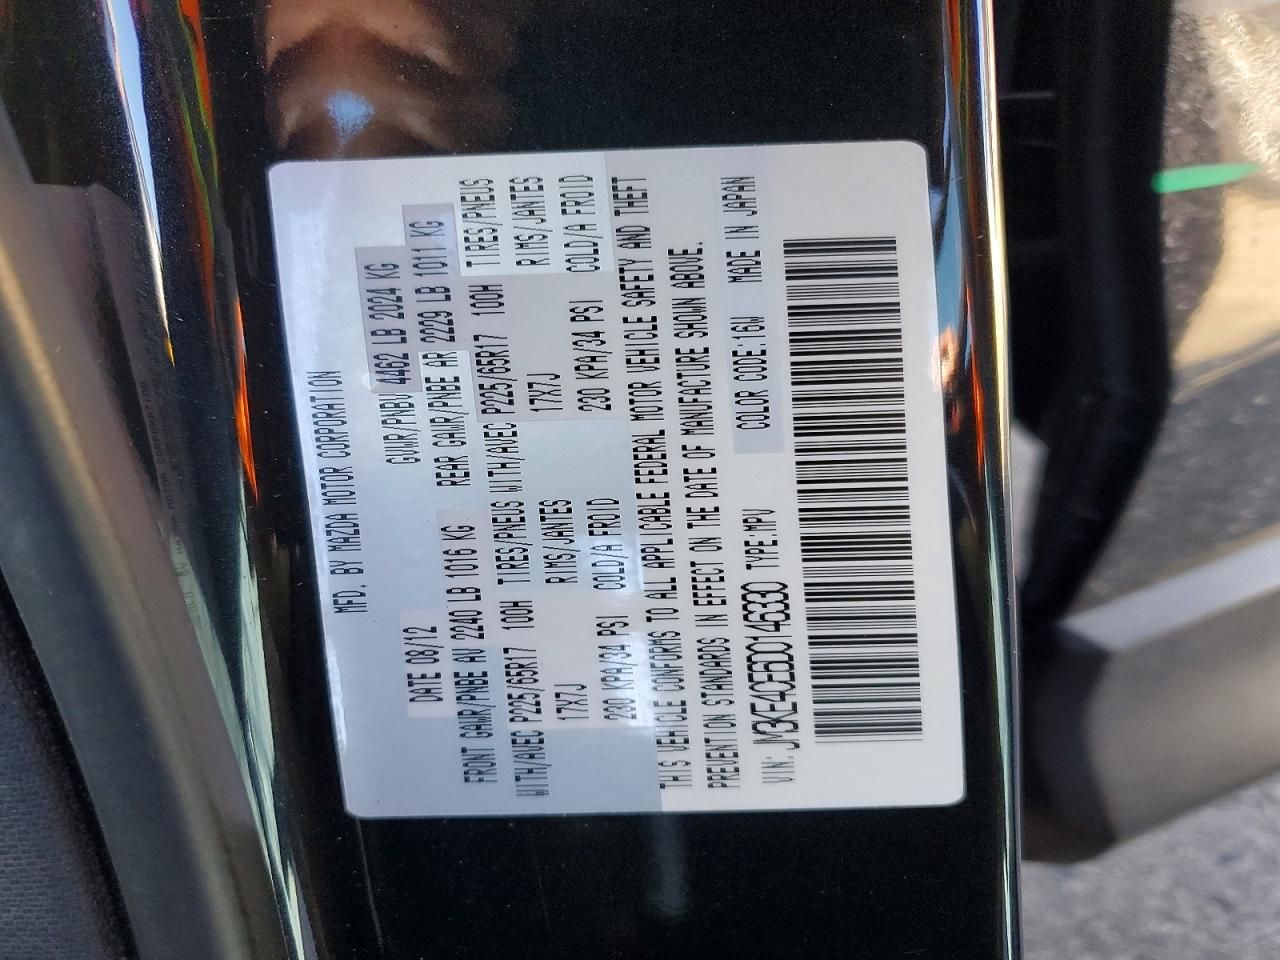 MFD. BY MAZDA MOTOR CORPORATION
DATE 08/12 GVWR/PNBV 4462 LB 2024 KG
FRONT GAWR/PNBE AV 2240 LB 1016 KG REAR GAWR/PNBE AR 2229 LB 1011 KG
WITH/AVEC P225/65R17 100H TIRES/PNEUS WITH/AVEC P225/65R17 100H TIRES/PNEUS
17X7J RIMS/JANTES 17X7J RIMS/JANTES
230 KPA/34 PSI COLD/A FROID 230 KPA/34 PSI COLD/A FROID
THIS VEHICLE CONFORMS TO ALL APPLICABLE FEDERAL MOTOR VEHICLE SAFETY AND THEFT
PREVENTION STANDARDS IN EFFECT ON THE DATE OF MANUFACTURE SHOWN ABOVE.
VIN: JM3KE4CE6D0146330 TYPE:MPV COLOR CODE:16W MADE IN JAPAN